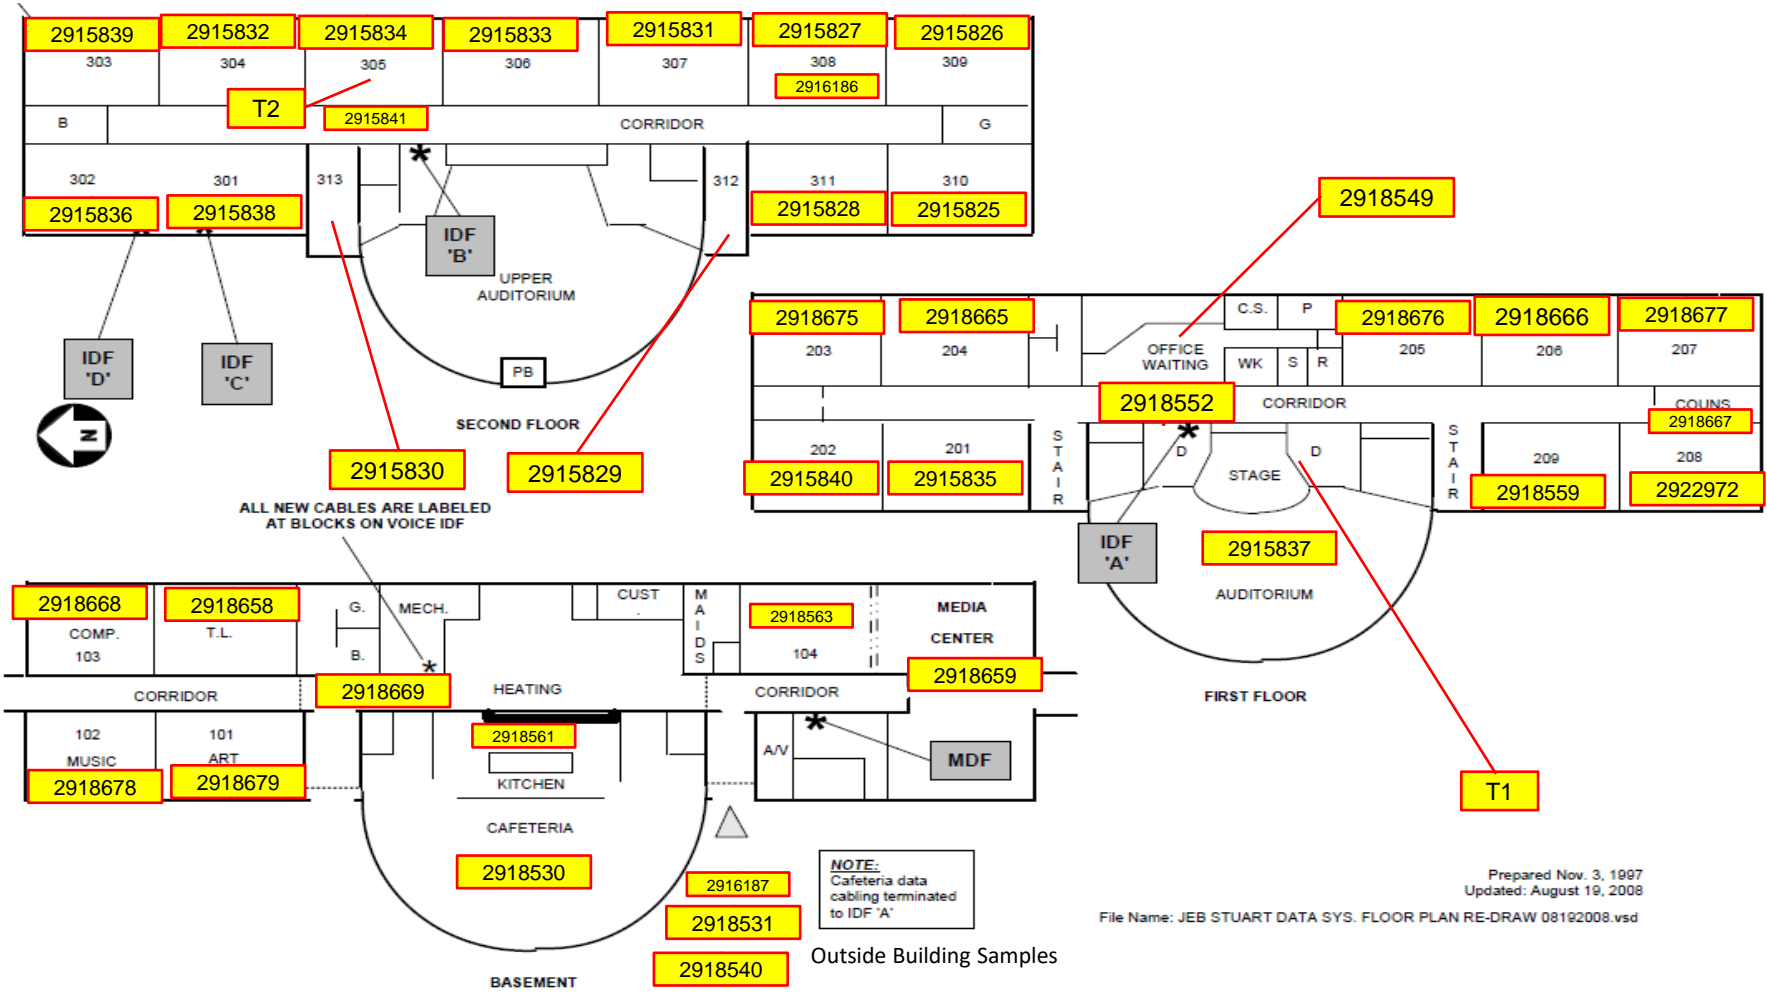 2915839
2915832
2915834
2915833
2915831
2915827
2915826
303
304
305
306
307
308
309
2916186
T2
2915841
B
CORRIDOR
G
302
301
313
312
311
310
2915836
2915838
2915828
2915825
*
IDF
'B'
UPPER
AUDITORIUM
IDF
'D'
IDF
'C'
PB
N
SECOND FLOOR
2915830
2915829
2918549
2918675
2918665
C.S.
P
2918676
2918666
2918677
203
204
OFFICE
WAITING
WK
S
R
205
206
207
2918552
CORRIDOR
COUNS
2918667
*
202
201
STAIR
D
STAGE
D
STAIR
209
208
2915840
2915835
2918559
2922972
IDF
'A'
2915837
AUDITORIUM
FIRST FLOOR
T1
ALL NEW CABLES ARE LABELED
AT BLOCKS ON VOICE IDF
2918668
2918658
G.
MECH.
CUST
.
MAIDS
2918563
MEDIA
CENTER
COMP.
103
T.L.
B.
104
*
2918659
CORRIDOR
2918669
HEATING
CORRIDOR
102
MUSIC
101
ART
2918561
A/V
*
MDF
2918678
2918679
KITCHEN
CAFETERIA
2918530
2916187
2918531
2918540
NOTE:
Cafeteria data
cabling terminated
to IDF 'A'
Outside Building Samples
BASEMENT
Prepared Nov. 3, 1997
Updated: August 19, 2008
File Name: JEB STUART DATA SYS. FLOOR PLAN RE-DRAW 08192008.vsd